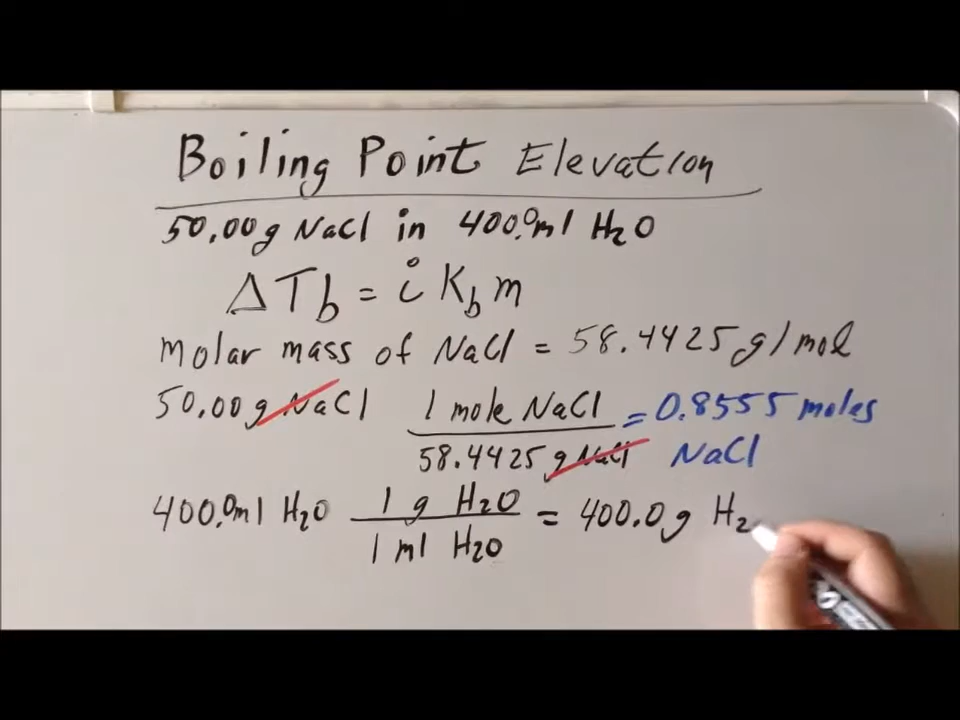 Boiling Point Elevation
50.00g NaCl in 400.0ml H₂O
ΔTb = i Kb m
molar mass of NaCl = 58.4425 g/mol
50.00g NaCl 1 mole NaCl = 0.8555 moles
58.4425 g NaCl NaCl
400.0ml H₂O 1 g H₂O = 400.0g H₂
1 ml H₂O